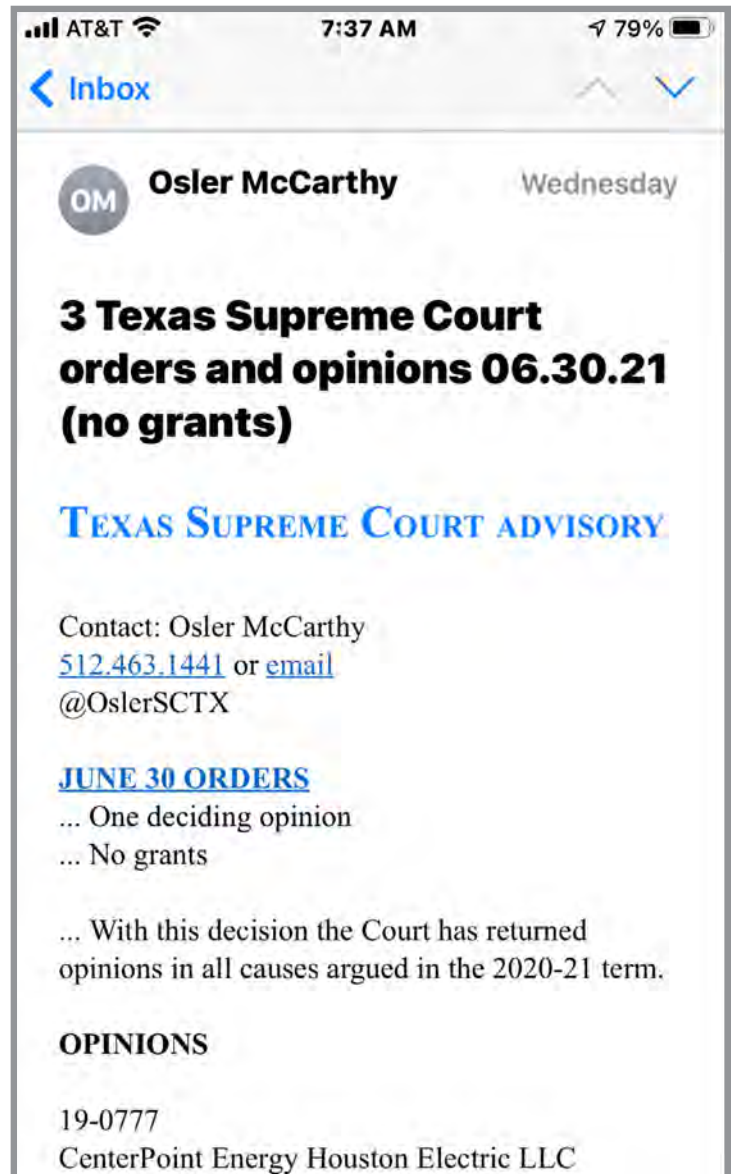 AT&T 7:37 AM 79%
Inbox
OM Osler McCarthy Wednesday
3 Texas Supreme Court
orders and opinions 06.30.21
(no grants)
TEXAS SUPREME COURT ADVISORY
Contact: Osler McCarthy
512.463.1441 or email
@OslerSCTX
JUNE 30 ORDERS
... One deciding opinion
... No grants
... With this decision the Court has returned
opinions in all causes argued in the 2020-21 term.
OPINIONS
19-0777
CenterPoint Energy Houston Electric LLC